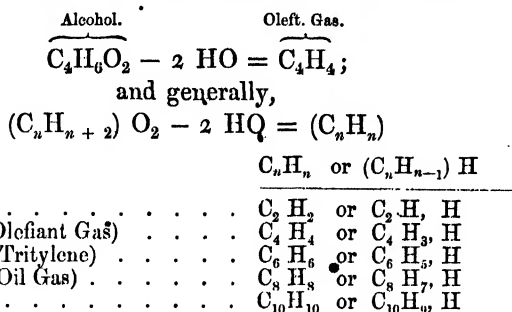 Alcohol. Oleft. Gas.
C₄H₆O₂ − 2 HO = C₄H₄;
and generally,
(CₙHₙ ₊ ₂) O₂ − 2 HO = (CₙHₙ)
CₙHₙ or (CₙHₙ₋₁) H
. . . . . . . . . . . C₂ H₂ or C₂ H, H
Olefiant Gas) . . . . . . C₄ H₄ or C₄ H₃, H
Tritylene) . . . . . . . C₆ H₆ or C₆ H₅, H
Oil Gas) . . . . . . . . C₈ H₈ or C₈ H₇, H
. . . . . . . . . . . C₁₀H₁₀ or C₁₀H₉, H